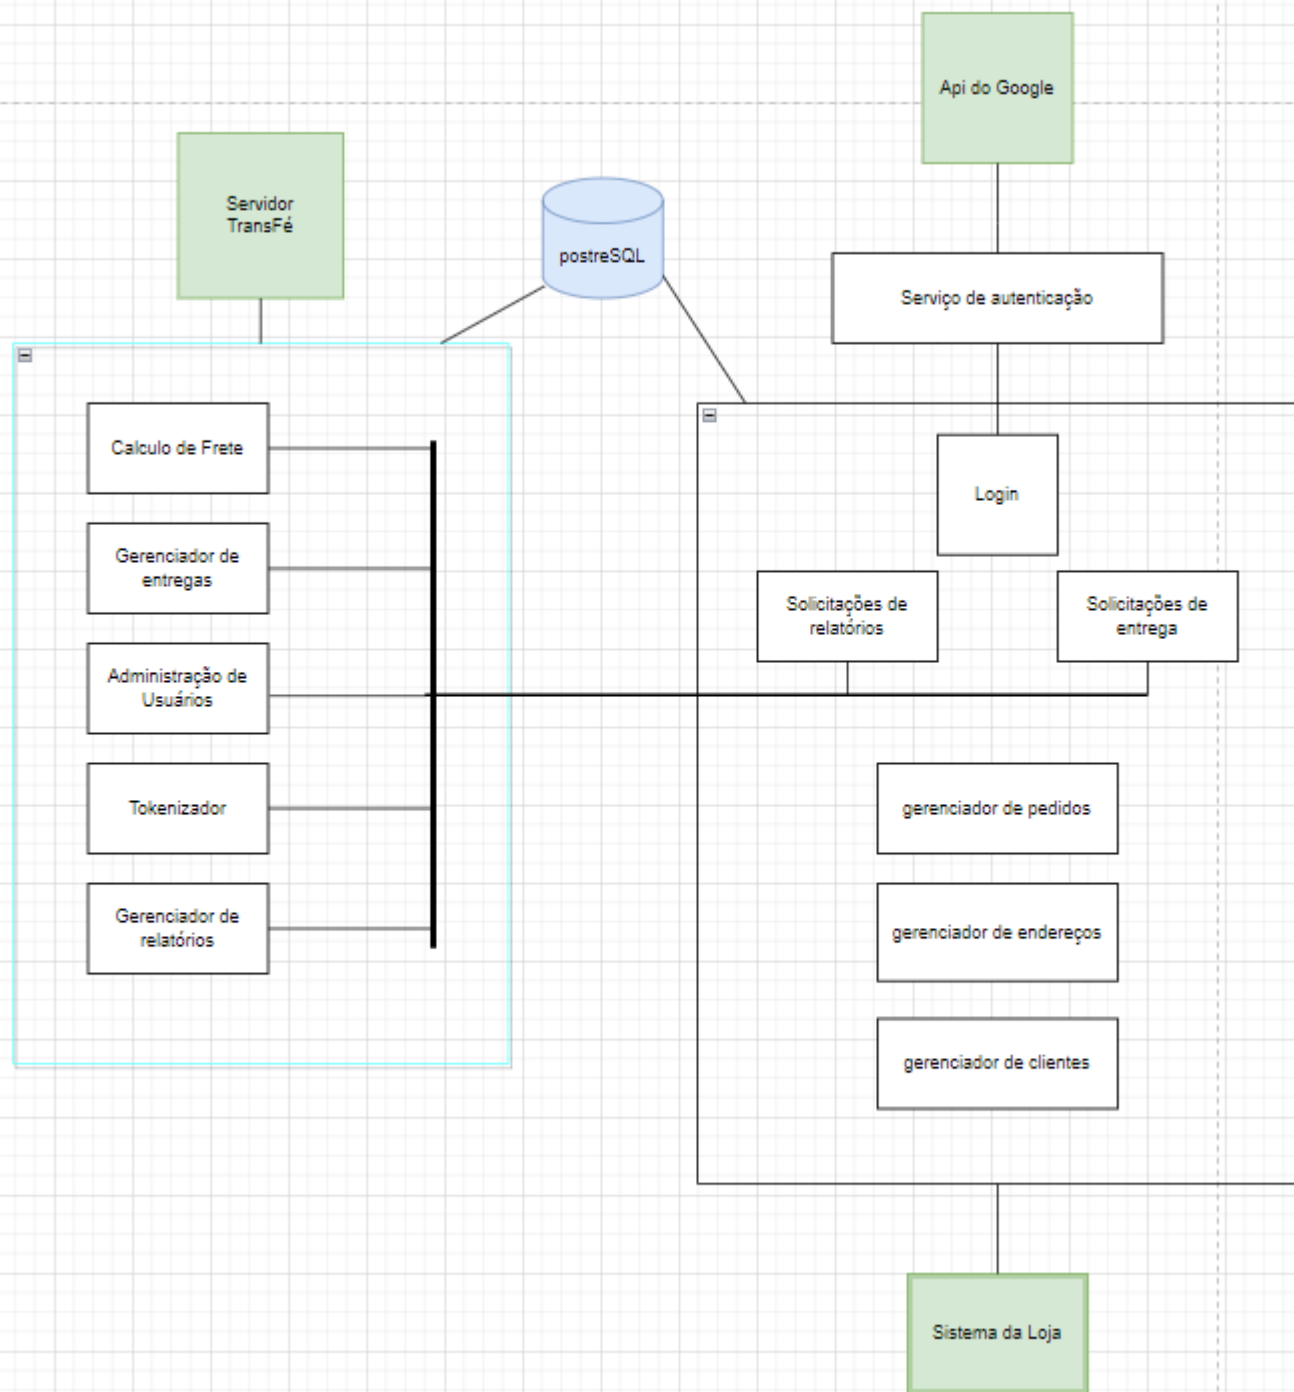 Api do Google
Servidor
TransFé
postreSQL
Serviço de autenticação
Calculo de Frete
Gerenciador de
entregas
Administração de
Usuários
Tokenizador
Gerenciador de
relatórios
Login
Solicitações de
relatórios
Solicitações de
entrega
gerenciador de pedidos
gerenciador de endereços
gerenciador de clientes
Sistema da Loja